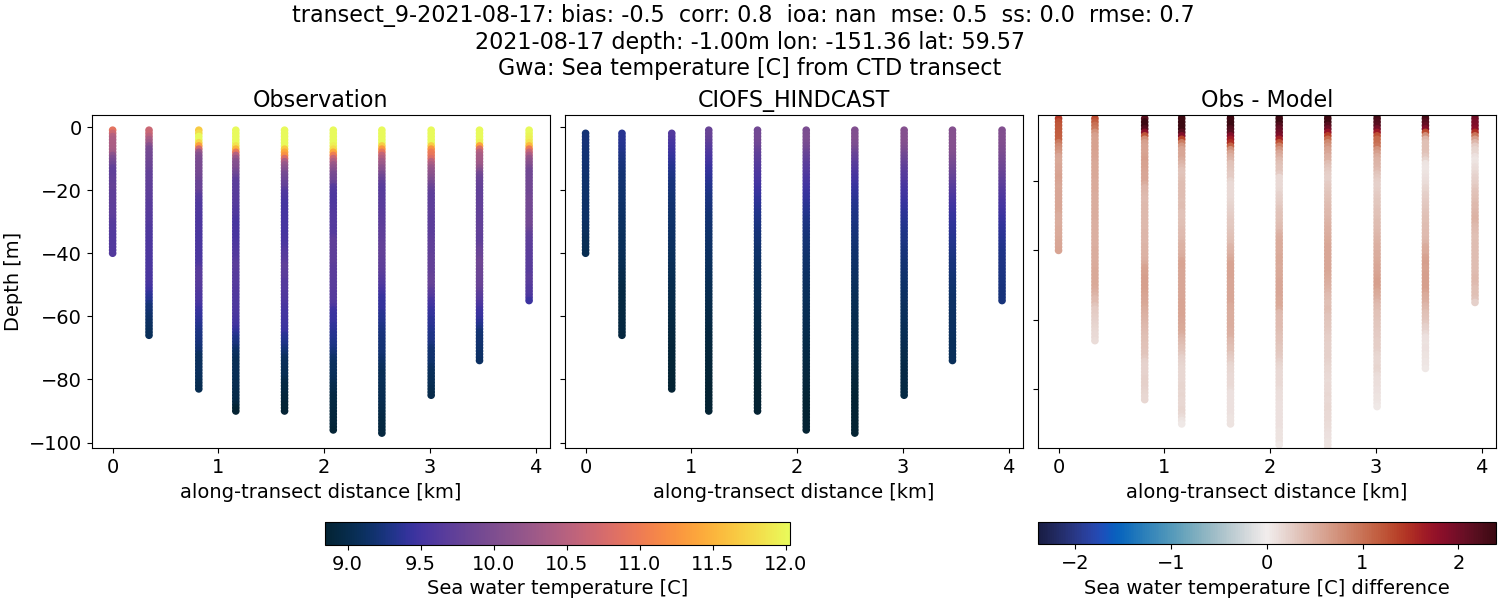 transect_9-2021-08-17: bias: -0.5  corr: 0.8  ioa: nan  mse: 0.5  ss: 0.0  rmse: 0.7
2021-08-17 depth: -1.00m lon: -151.36 lat: 59.57
Gwa: Sea temperature [C] from CTD transect
Observation
CIOFS_HINDCAST
Obs - Model
Depth [m]
0
−20
−40
−60
−80
−100
0 1 2 3 4
along-transect distance [km]
0 1 2 3 4
along-transect distance [km]
0 1 2 3 4
along-transect distance [km]
9.0 9.5 10.0 10.5 11.0 11.5 12.0
Sea water temperature [C]
−2 −1 0 1 2
Sea water temperature [C] difference